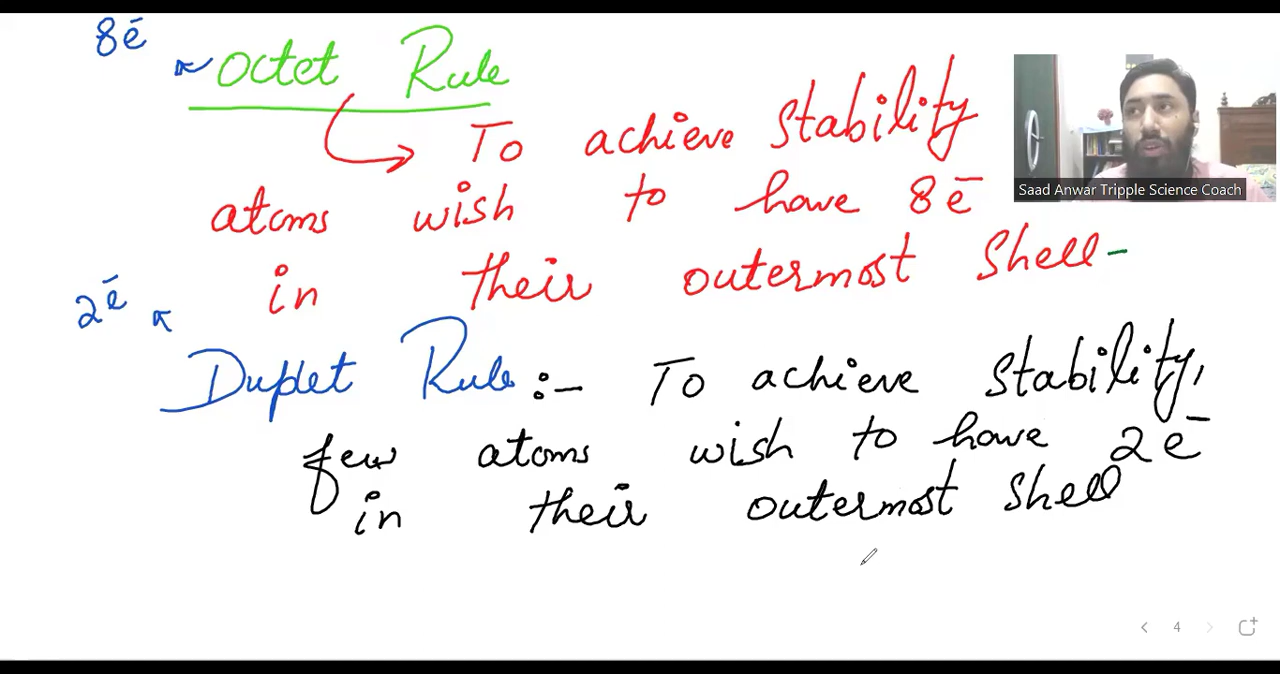 8ē
Octet Rule
To achieve stability
atoms wish to have 8ē
in their outermost shell-
2ē
Duplet Rule :- To achieve stability,
few atoms wish to have 2ē
in their outermost shell
Saad Anwar Tripple Science Coach
4